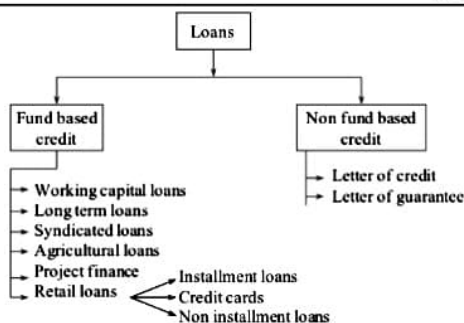 Loans
Fund based
credit
Non fund based
credit
Letter of credit
Letter of guarantee
Working capital loans
Long term loans
Syndicated loans
Agricultural loans
Project finance
Retail loans
Installment loans
Credit cards
Non installment loans